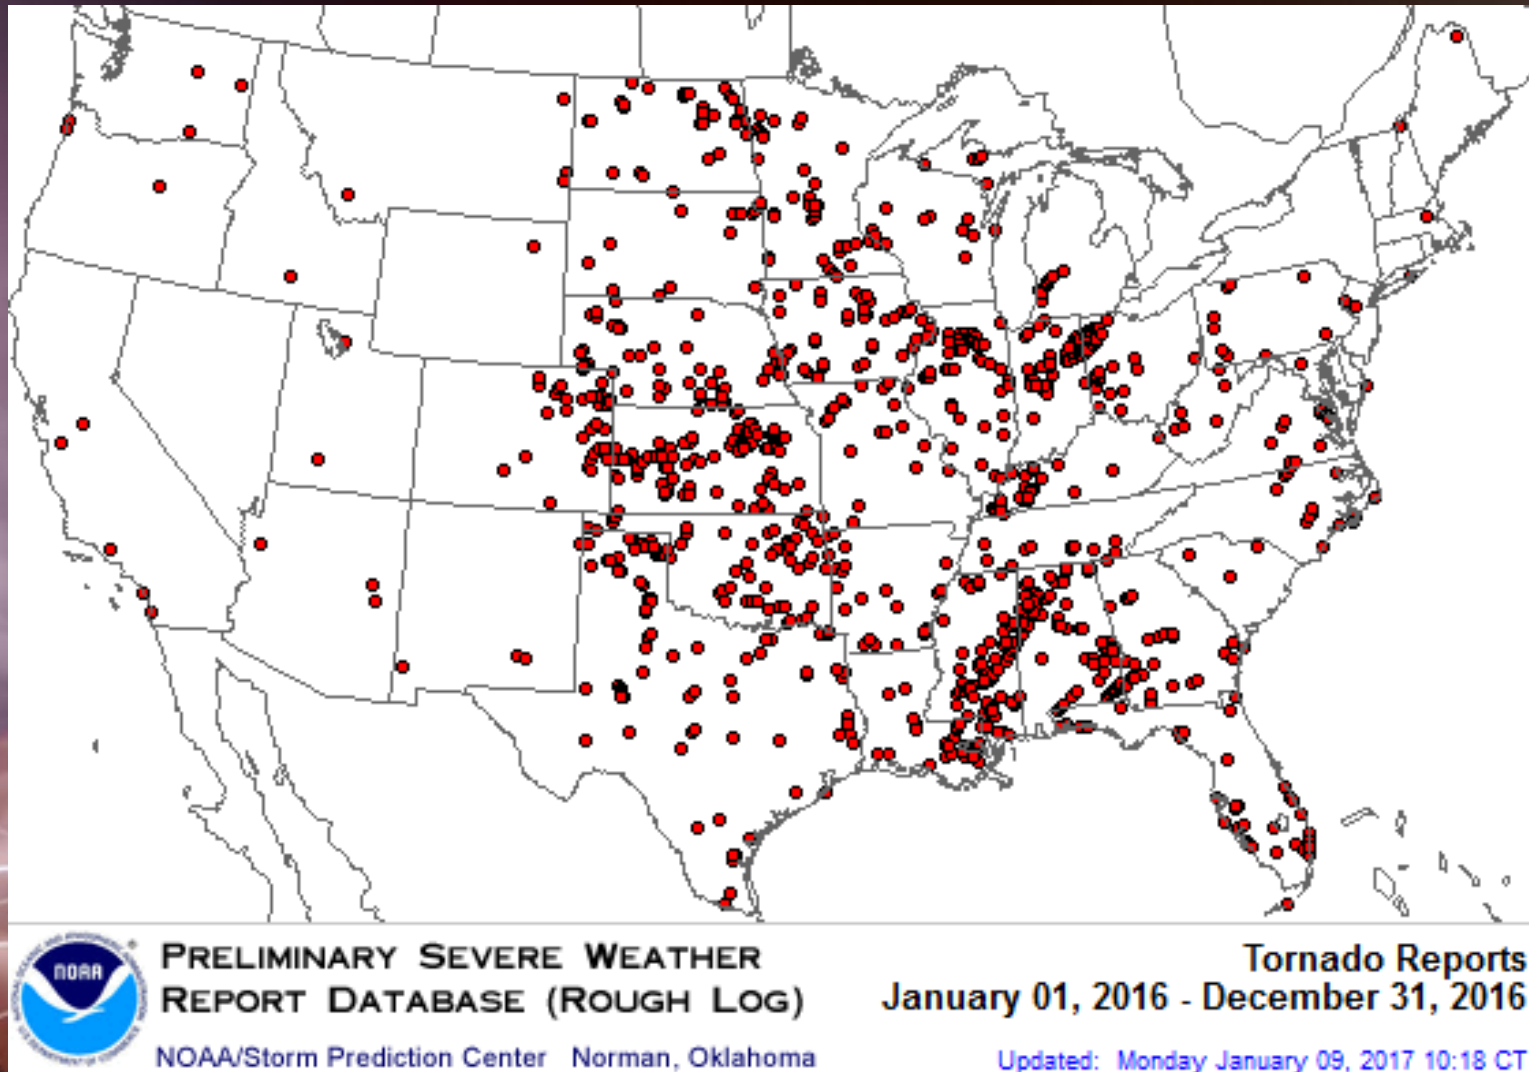 NOAA
PRELIMINARY SEVERE WEATHER
REPORT DATABASE (ROUGH LOG)
NOAA/Storm Prediction Center Norman, Oklahoma
Tornado Reports
January 01, 2016 - December 31, 2016
Updated: Monday January 09, 2017 10:18 CT